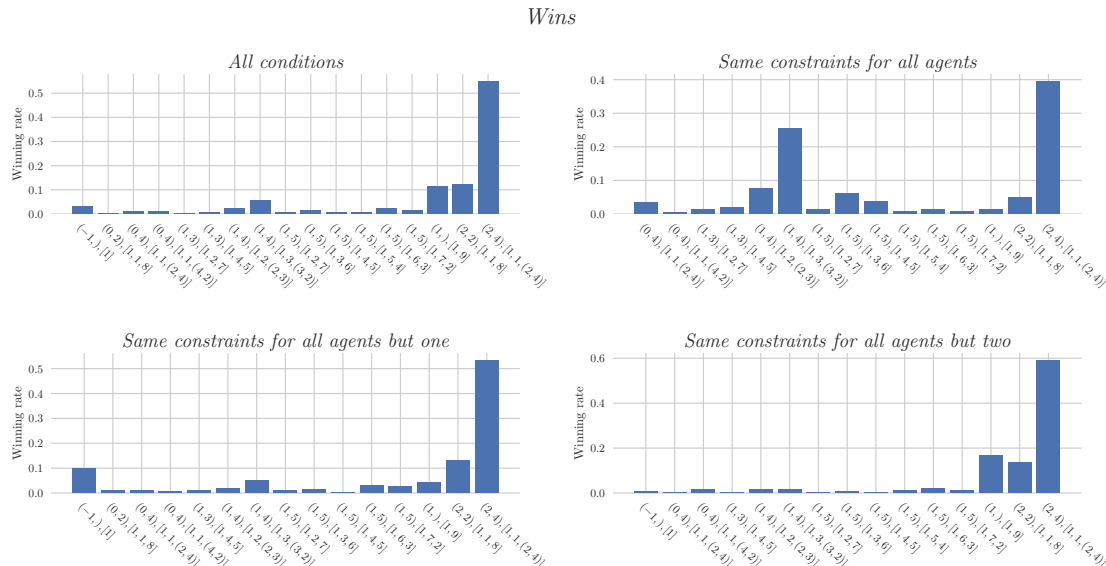 Wins
All conditions
Winning rate
0.5
0.4
0.3
0.2
0.1
0.0
(−1, ), [1]
(0, 2), [1, 1, 8]
(0, 4), [1, 1, (2, 4)]
(0, 4), [1, 1, (4, 2)]
(1, 3), [1, 2, 7]
(1, 3), [1, 4, 5]
(1, 4), [1, 2, (2, 3)]
(1, 4), [1, 3, (3, 2)]
(1, 5), [1, 2, 7]
(1, 5), [1, 3, 6]
(1, 5), [1, 4, 5]
(1, 5), [1, 5, 4]
(1, 5), [1, 6, 3]
(1, 5), [1, 7, 2]
(1, ), [1, 9]
(2, 2), [1, 1, 8]
(2, 4), [1, 1, (2, 4)]
Same constraints for all agents
Winning rate
0.4
0.3
0.2
0.1
0.0
(0, 4), [1, 1, (2, 4)]
(0, 4), [1, 1, (4, 2)]
(1, 3), [1, 2, 7]
(1, 3), [1, 4, 5]
(1, 4), [1, 2, (2, 3)]
(1, 4), [1, 3, (3, 2)]
(1, 5), [1, 2, 7]
(1, 5), [1, 3, 6]
(1, 5), [1, 4, 5]
(1, 5), [1, 5, 4]
(1, 5), [1, 6, 3]
(1, 5), [1, 7, 2]
(1, ), [1, 9]
(2, 2), [1, 1, 8]
(2, 4), [1, 1, (2, 4)]
Same constraints for all agents but one
Winning rate
0.5
0.4
0.3
0.2
0.1
0.0
(−1, ), [1]
(0, 2), [1, 1, 8]
(0, 4), [1, 1, (2, 4)]
(0, 4), [1, 1, (4, 2)]
(1, 3), [1, 4, 5]
(1, 4), [1, 2, (2, 3)]
(1, 4), [1, 3, (3, 2)]
(1, 5), [1, 2, 7]
(1, 5), [1, 3, 6]
(1, 5), [1, 4, 5]
(1, 5), [1, 6, 3]
(1, 5), [1, 7, 2]
(1, ), [1, 9]
(2, 2), [1, 1, 8]
(2, 4), [1, 1, (2, 4)]
Same constraints for all agents but two
Winning rate
0.6
0.4
0.2
0.0
(−1, ), [1]
(0, 4), [1, 1, (2, 4)]
(0, 4), [1, 1, (4, 2)]
(1, 3), [1, 4, 5]
(1, 4), [1, 2, (2, 3)]
(1, 4), [1, 3, (3, 2)]
(1, 5), [1, 2, 7]
(1, 5), [1, 3, 6]
(1, 5), [1, 4, 5]
(1, 5), [1, 5, 4]
(1, 5), [1, 6, 3]
(1, 5), [1, 7, 2]
(1, ), [1, 9]
(2, 2), [1, 1, 8]
(2, 4), [1, 1, (2, 4)]